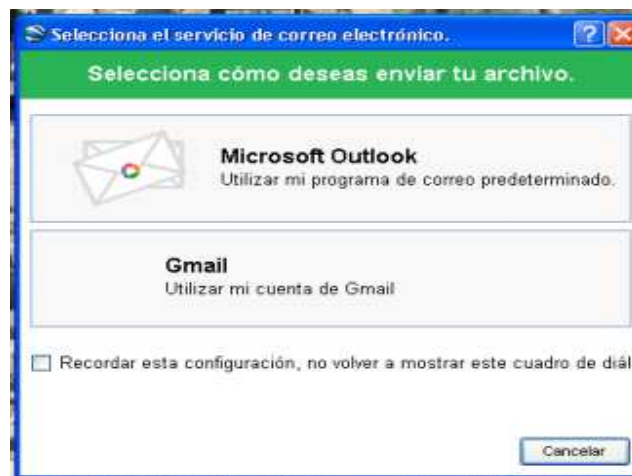 Selecciona el servicio de correo electrónico.
Selecciona cómo deseas enviar tu archivo.
Microsoft Outlook
Utilizar mi programa de correo predeterminado.
Gmail
Utilizar mi cuenta de Gmail
Recordar esta configuración, no volver a mostrar este cuadro de diál
Cancelar